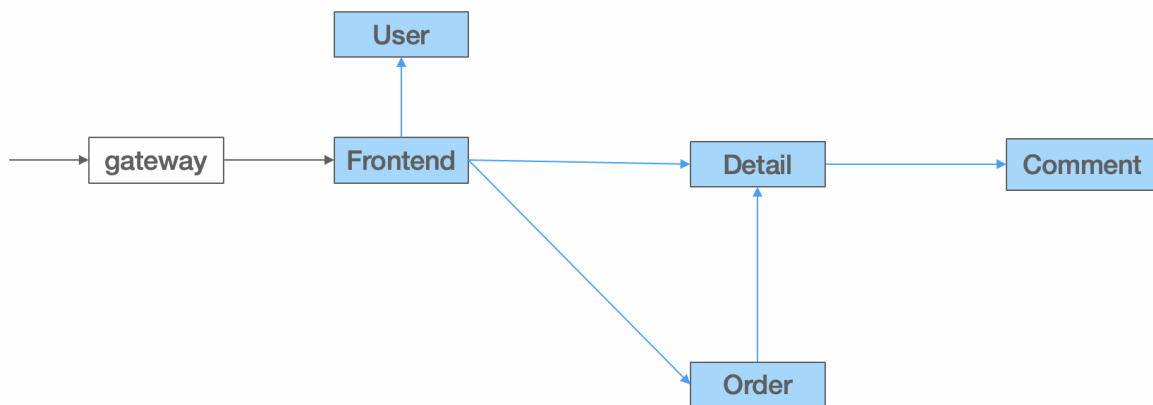 User
gateway
Frontend
Detail
Comment
Order